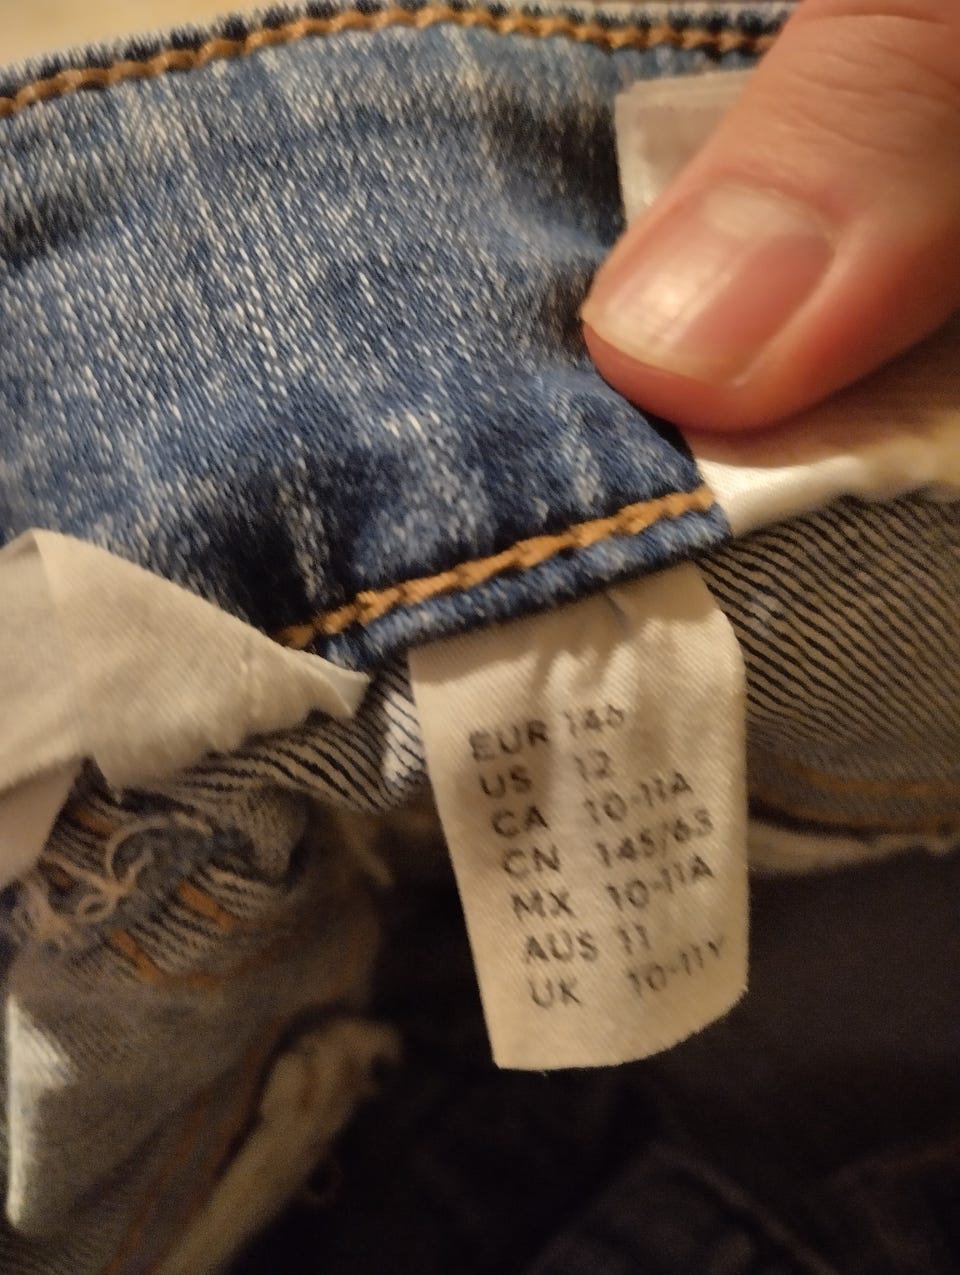 EUR 146
US 12
CA 10-11A
CN 145/63
MX 10-11A
AUS 11
UK 10-11Y